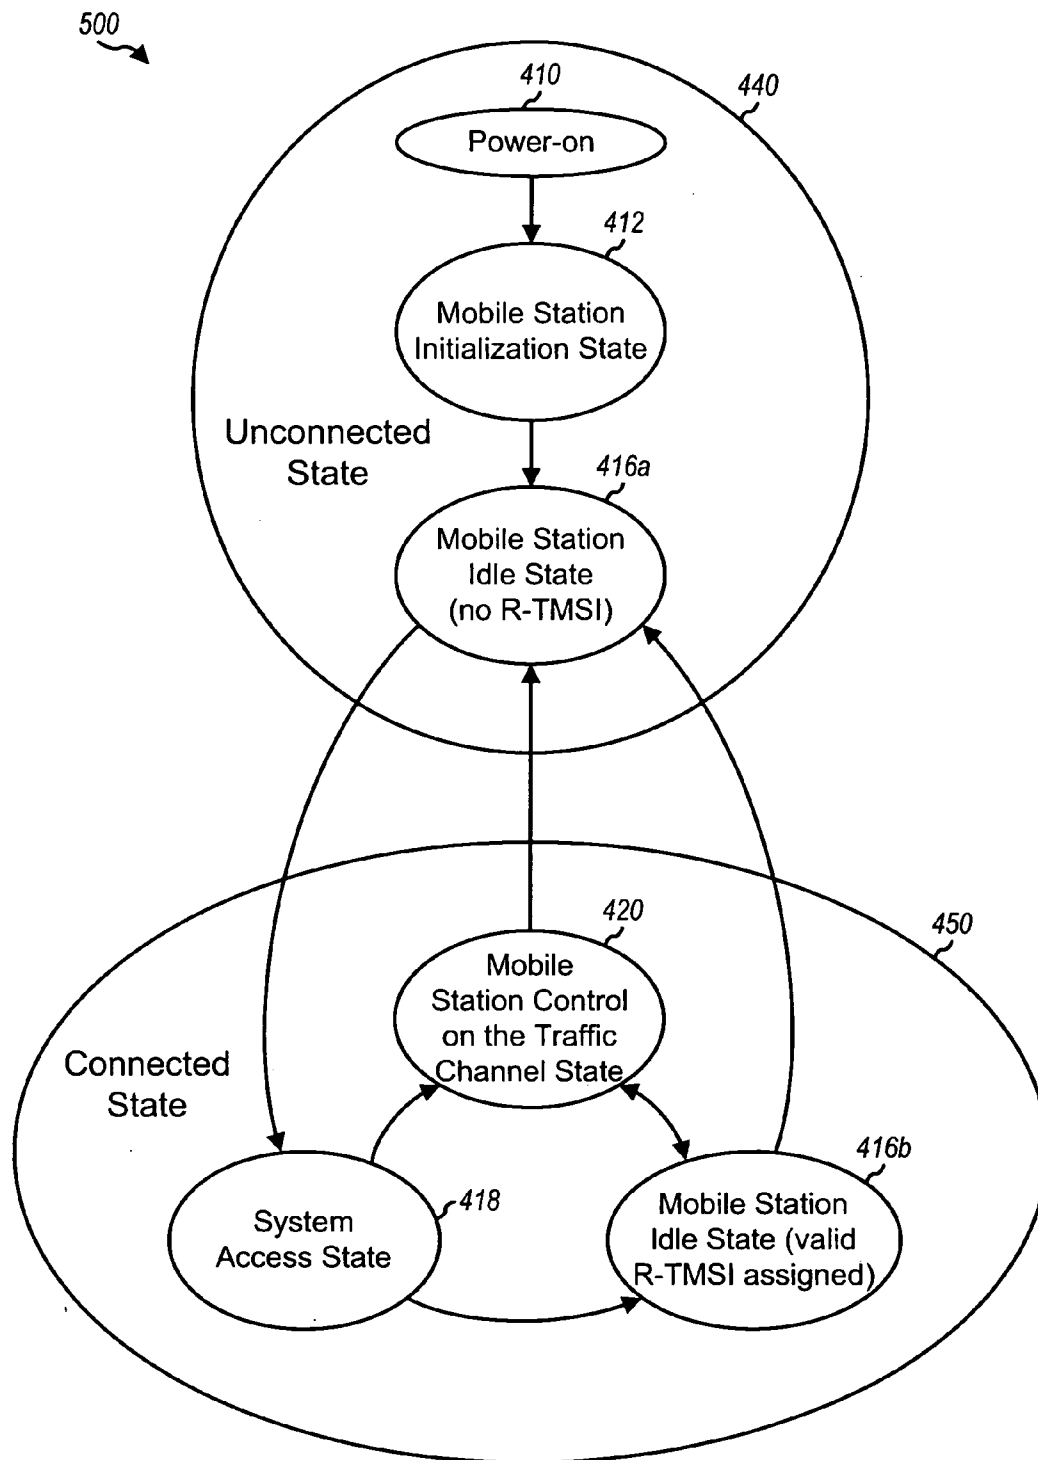 500
410
440
Power-on
412
Mobile Station
Initialization State
Unconnected
State
416a
Mobile Station
Idle State
(no R-TMSI)
420
450
Mobile
Station Control
on the Traffic
Channel State
Connected
State
416b
418
System
Access State
Mobile Station
Idle State (valid
R-TMSI assigned)